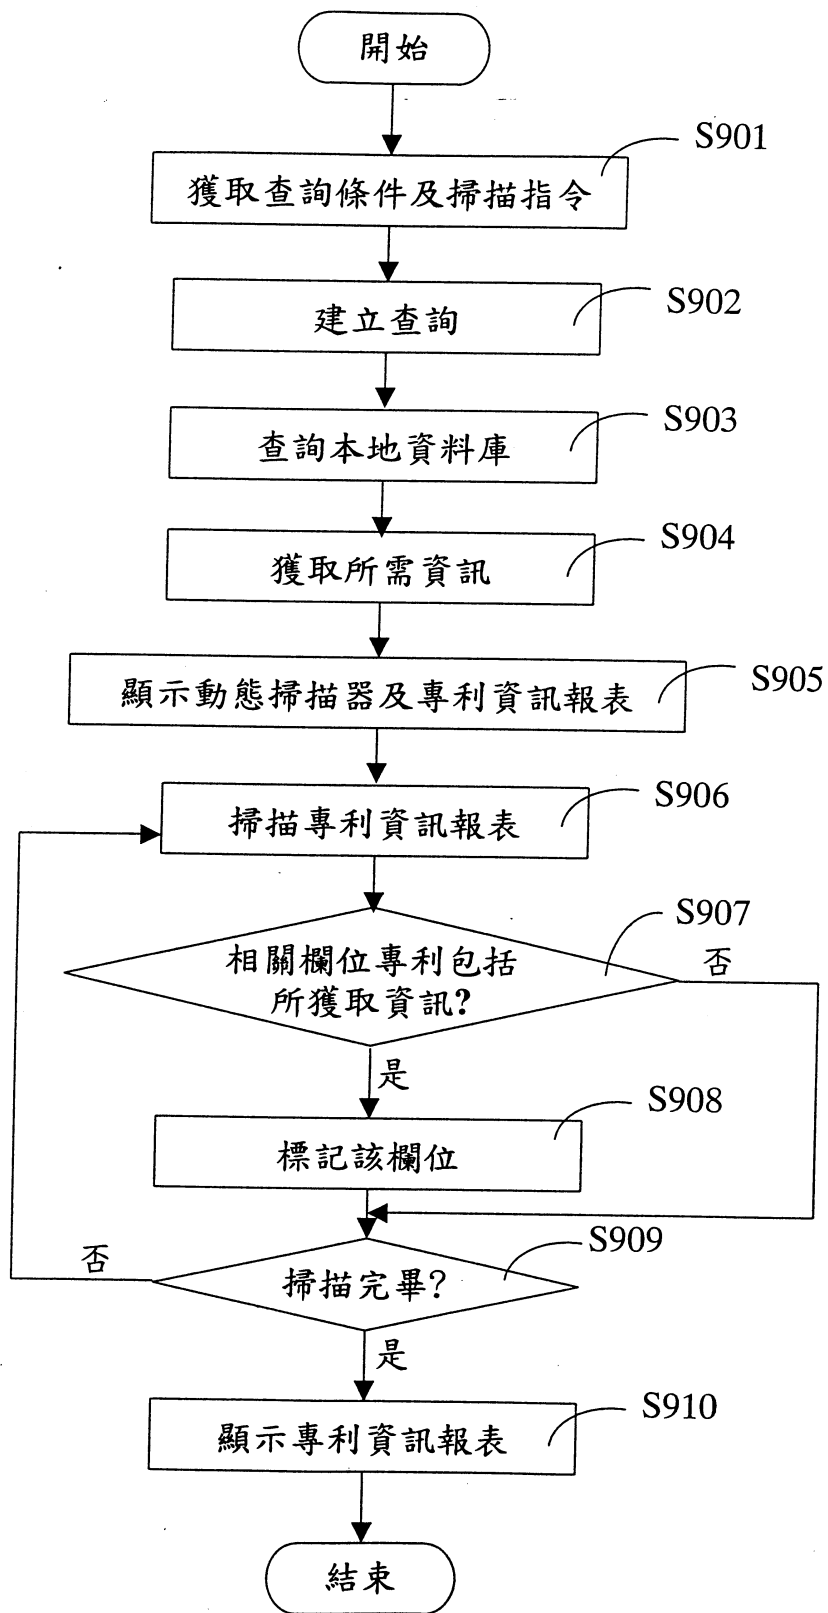 開始
S901
獲取查詢條件及掃描指令
S902
建立查詢
S903
查詢本地資料庫
S904
獲取所需資訊
S905
顯示動態掃描器及專利資訊報表
S906
掃描專利資訊報表
S907
相關欄位專利包括
所獲取資訊?
否
是
S908
標記該欄位
S909
掃描完畢?
否
是
S910
顯示專利資訊報表
結束